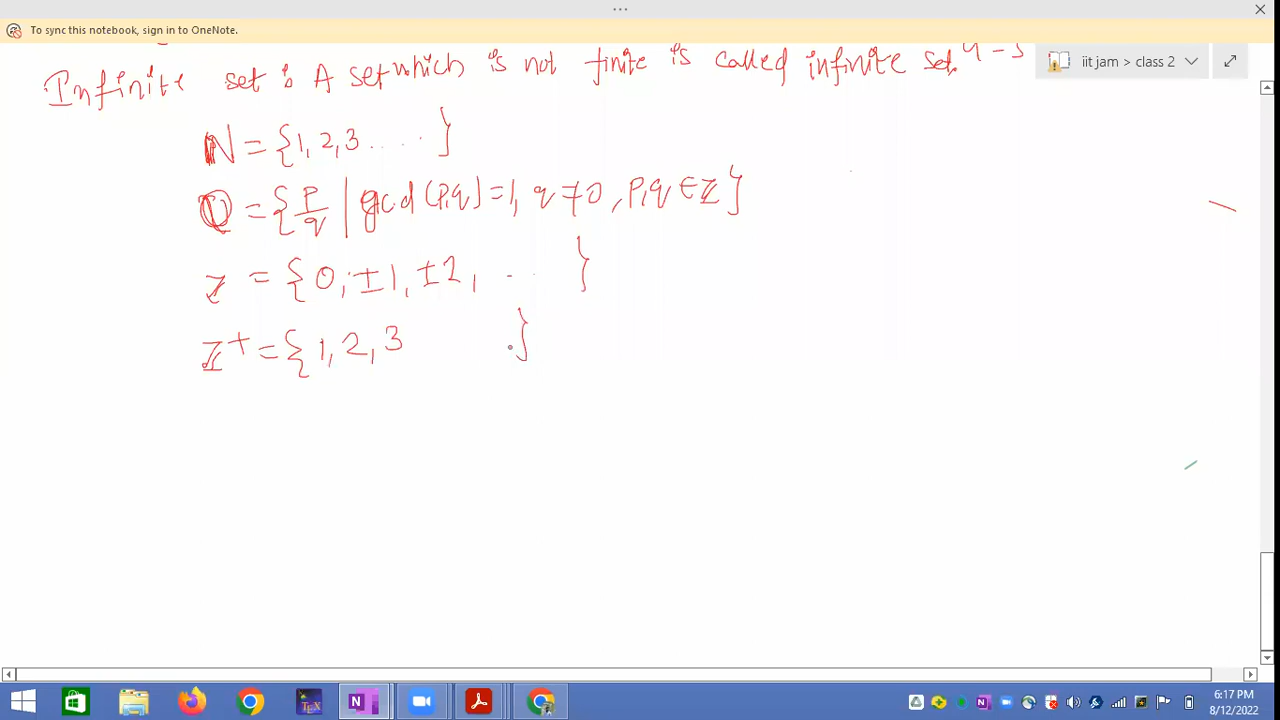 To sync this notebook, sign in to OneNote.
iit jam > class 2
Infinite set :- A set which is not finite is called infinite set.
N = {1, 2, 3 . . . . }
Q = {p/q | gcd(p,q) = 1, q ≠ 0, p,q ∈ Z}
Z = {0, ±1, ±2, . . }
Z+ = {1, 2, 3 .}
6:17 PM
8/12/2022